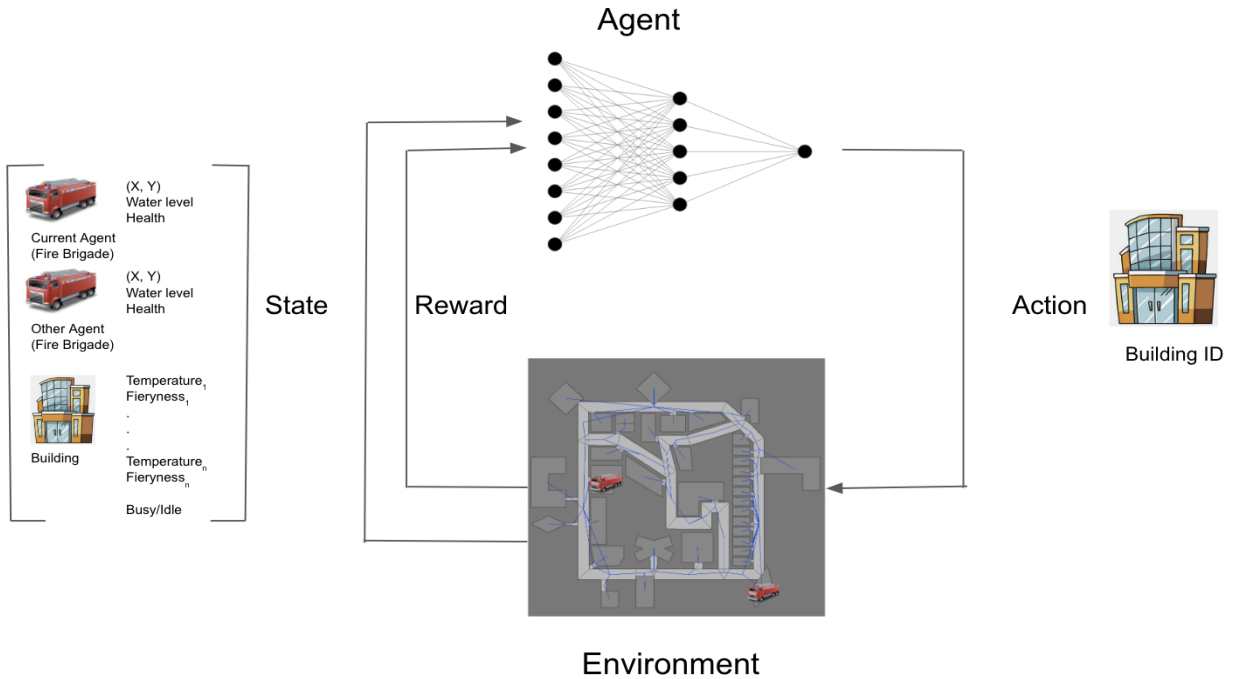 Agent
(X, Y)
Water level
Health
Current Agent
(Fire Brigade)
(X, Y)
Water level
Health
Other Agent
(Fire Brigade)
State
Reward
Action
Building ID
Temperature₁
Fieryness₁
.
.
.
Building
Temperatureₙ
Fierynessₙ
Busy/Idle
Environment